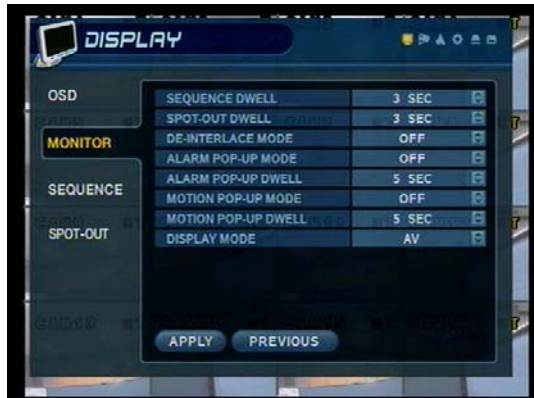 DISPLAY
OSD
MONITOR
SEQUENCE
SPOT-OUT
SEQUENCE DWELL 3 SEC
SPOT-OUT DWELL 3 SEC
DE-INTERLACE MODE OFF
ALARM POP-UP MODE OFF
ALARM POP-UP DWELL 5 SEC
MOTION POP-UP MODE OFF
MOTION POP-UP DWELL 5 SEC
DISPLAY MODE AV
APPLY PREVIOUS